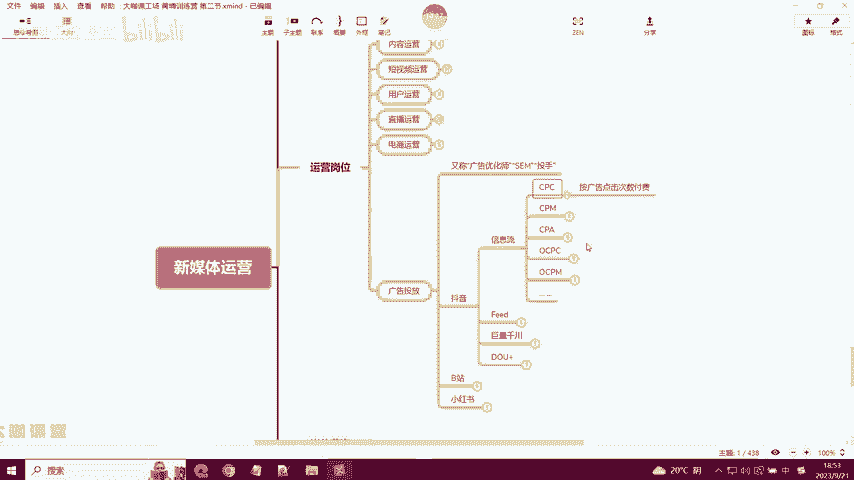 文件 编辑 插入 查看 帮助 大咖课工场 商梯训练营 第二节.xmind - 已编辑
bilibili
思维导图 大纲 主题 子主题 联系 概要 外框 笔记 ZEN 分享 图标 格式
内容运营
短视频运营
用户运营
直播运营
电商运营
运营岗位
又称"广告优化师""SEM""投手"
CPC 按广告点击次数付费
CPM
CPA
信息流
OCPC
OCPM
... ...
新媒体运营
广告投放
抖音
Feed
巨量千川
DOU+
B站
小红书
大咖课堂
主题: 1 / 438 100%
搜索
20°C 阴
中
18:53
2023/9/21